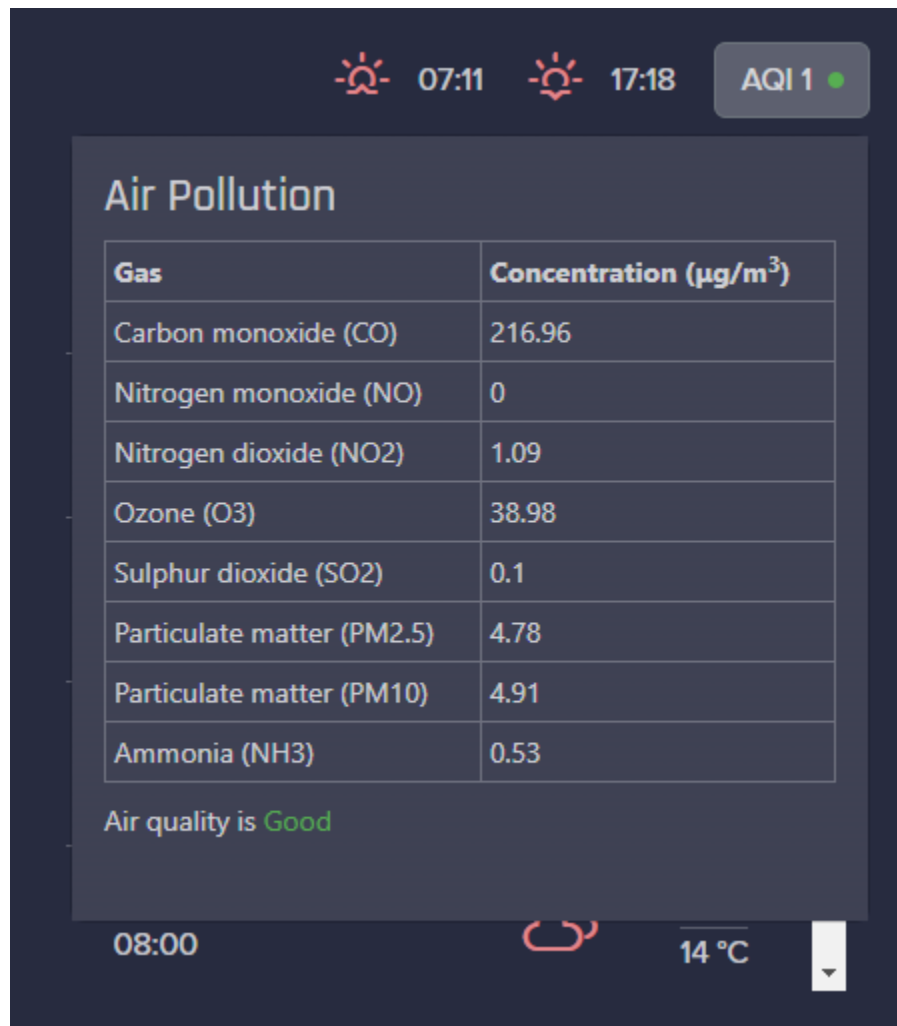 07:11 17:18 AQI 1
Air Pollution
Gas Concentration (µg/m³)
Carbon monoxide (CO) 216.96
Nitrogen monoxide (NO) 0
Nitrogen dioxide (NO2) 1.09
Ozone (O3) 38.98
Sulphur dioxide (SO2) 0.1
Particulate matter (PM2.5) 4.78
Particulate matter (PM10) 4.91
Ammonia (NH3) 0.53
Air quality is Good
08:00 14 °C